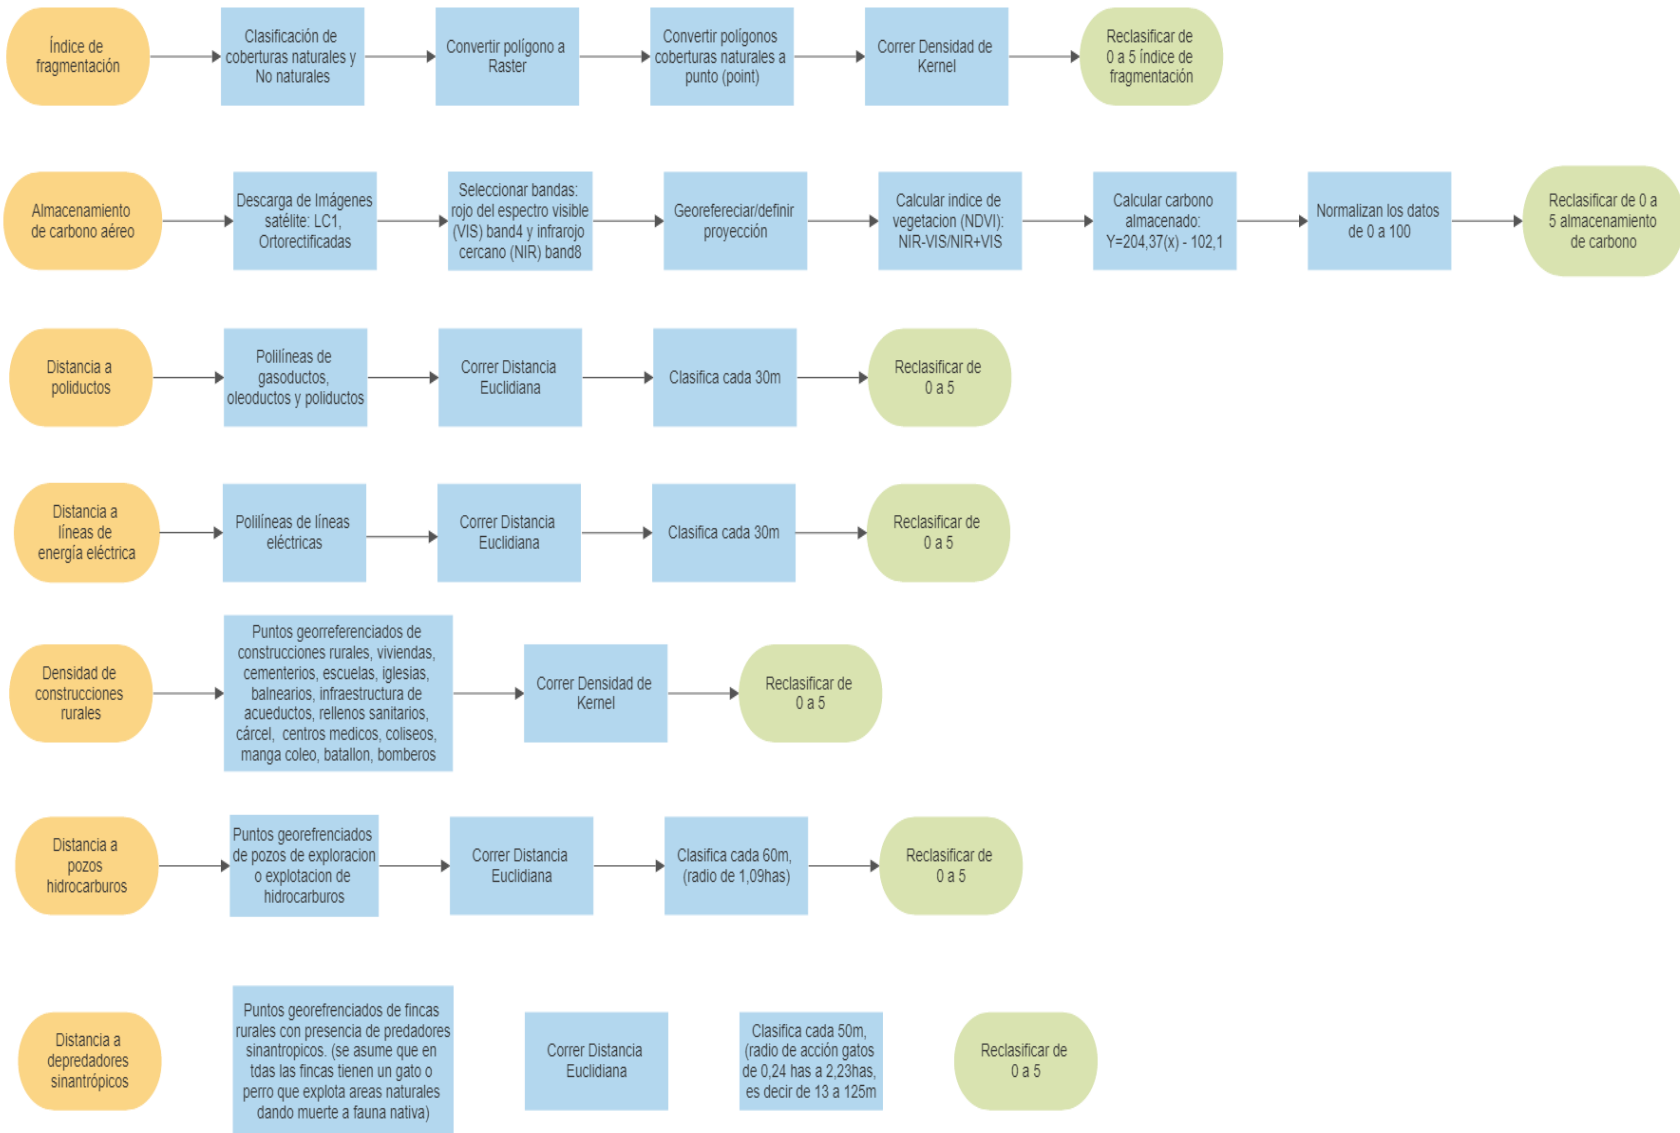 Índice de
fragmentación
Clasificación de
coberturas naturales y
No naturales
Convertir polígono a
Raster
Convertir polígonos
coberturas naturales a
punto (point)
Correr Densidad de
Kernel
Reclasificar de
0 a 5 Índice de
fragmentación
Almacenamiento
de carbono aéreo
Descarga de Imágenes
satélite: LC1,
Ortorectificadas
Seleccionar bandas:
rojo del espectro visible
(VIS) band4 y infrarojo
cercano (NIR) band8
Georefereciar/definir
proyección
Calcular indice de
vegetacion (NDVI):
NIR-VIS/NIR+VIS
Calcular carbono
almacenado:
Y=204,37(x) - 102,1
Normalizan los datos
de 0 a 100
Reclasificar de 0 a
5 almacenamiento
de carbono
Distancia a
poliductos
Polilíneas de
gasoductos,
oleoductos y poliductos
Correr Distancia
Euclidiana
Clasifica cada 30m
Reclasificar de
0 a 5
Distancia a
líneas de
energía eléctrica
Polilíneas de líneas
eléctricas
Correr Distancia
Euclidiana
Clasifica cada 30m
Reclasificar de
0 a 5
Densidad de
construcciones
rurales
Puntos georreferenciados de
construcciones rurales, viviendas,
cementerios, escuelas, iglesias,
balnearios, infraestructura de
acueductos, rellenos sanitarios,
cárcel, centros medicos, coliseos,
manga coleo, batallon, bomberos
Correr Densidad de
Kernel
Reclasificar de
0 a 5
Distancia a
pozos
hidrocarburos
Puntos georefrenciados
de pozos de exploracion
o explotacion de
hidrocarburos
Correr Distancia
Euclidiana
Clasifica cada 60m,
(radio de 1,09has)
Reclasificar de
0 a 5
Distancia a
depredadores
sinantrópicos
Puntos georefrenciados de fincas
rurales con presencia de predadores
sinantropicos. (se asume que en
tdas las fincas tienen un gato o
perro que explota areas naturales
dando muerte a fauna nativa)
Correr Distancia
Euclidiana
Clasifica cada 50m,
(radio de acción gatos
de 0,24 has a 2,23has,
es decir de 13 a 125m
Reclasificar de
0 a 5